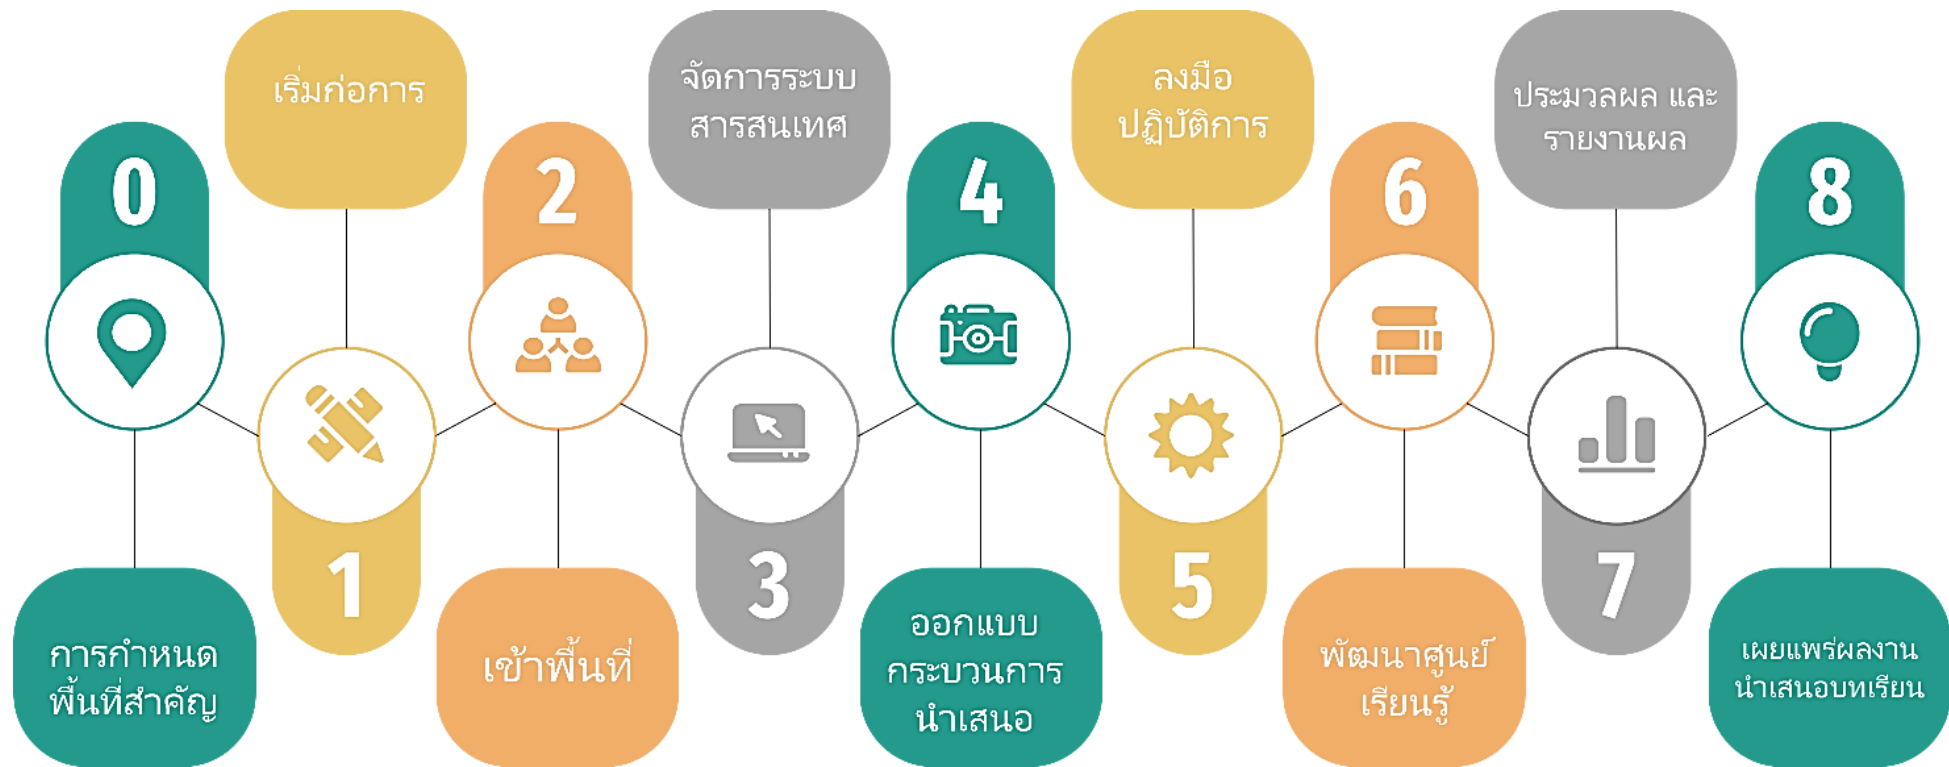 0
การกำหนด
พื้นที่สำคัญ
เริ่มก่อการ
1
2
เข้าพื้นที่
จัดการระบบ
สารสนเทศ
3
4
ออกแบบ
กระบวนการ
นำเสนอ
ลงมือ
ปฏิบัติการ
5
6
พัฒนาศูนย์
เรียนรู้
ประมวลผล และ
รายงานผล
7
8
เผยแพร่ผลงาน
นำเสนอบทเรียน